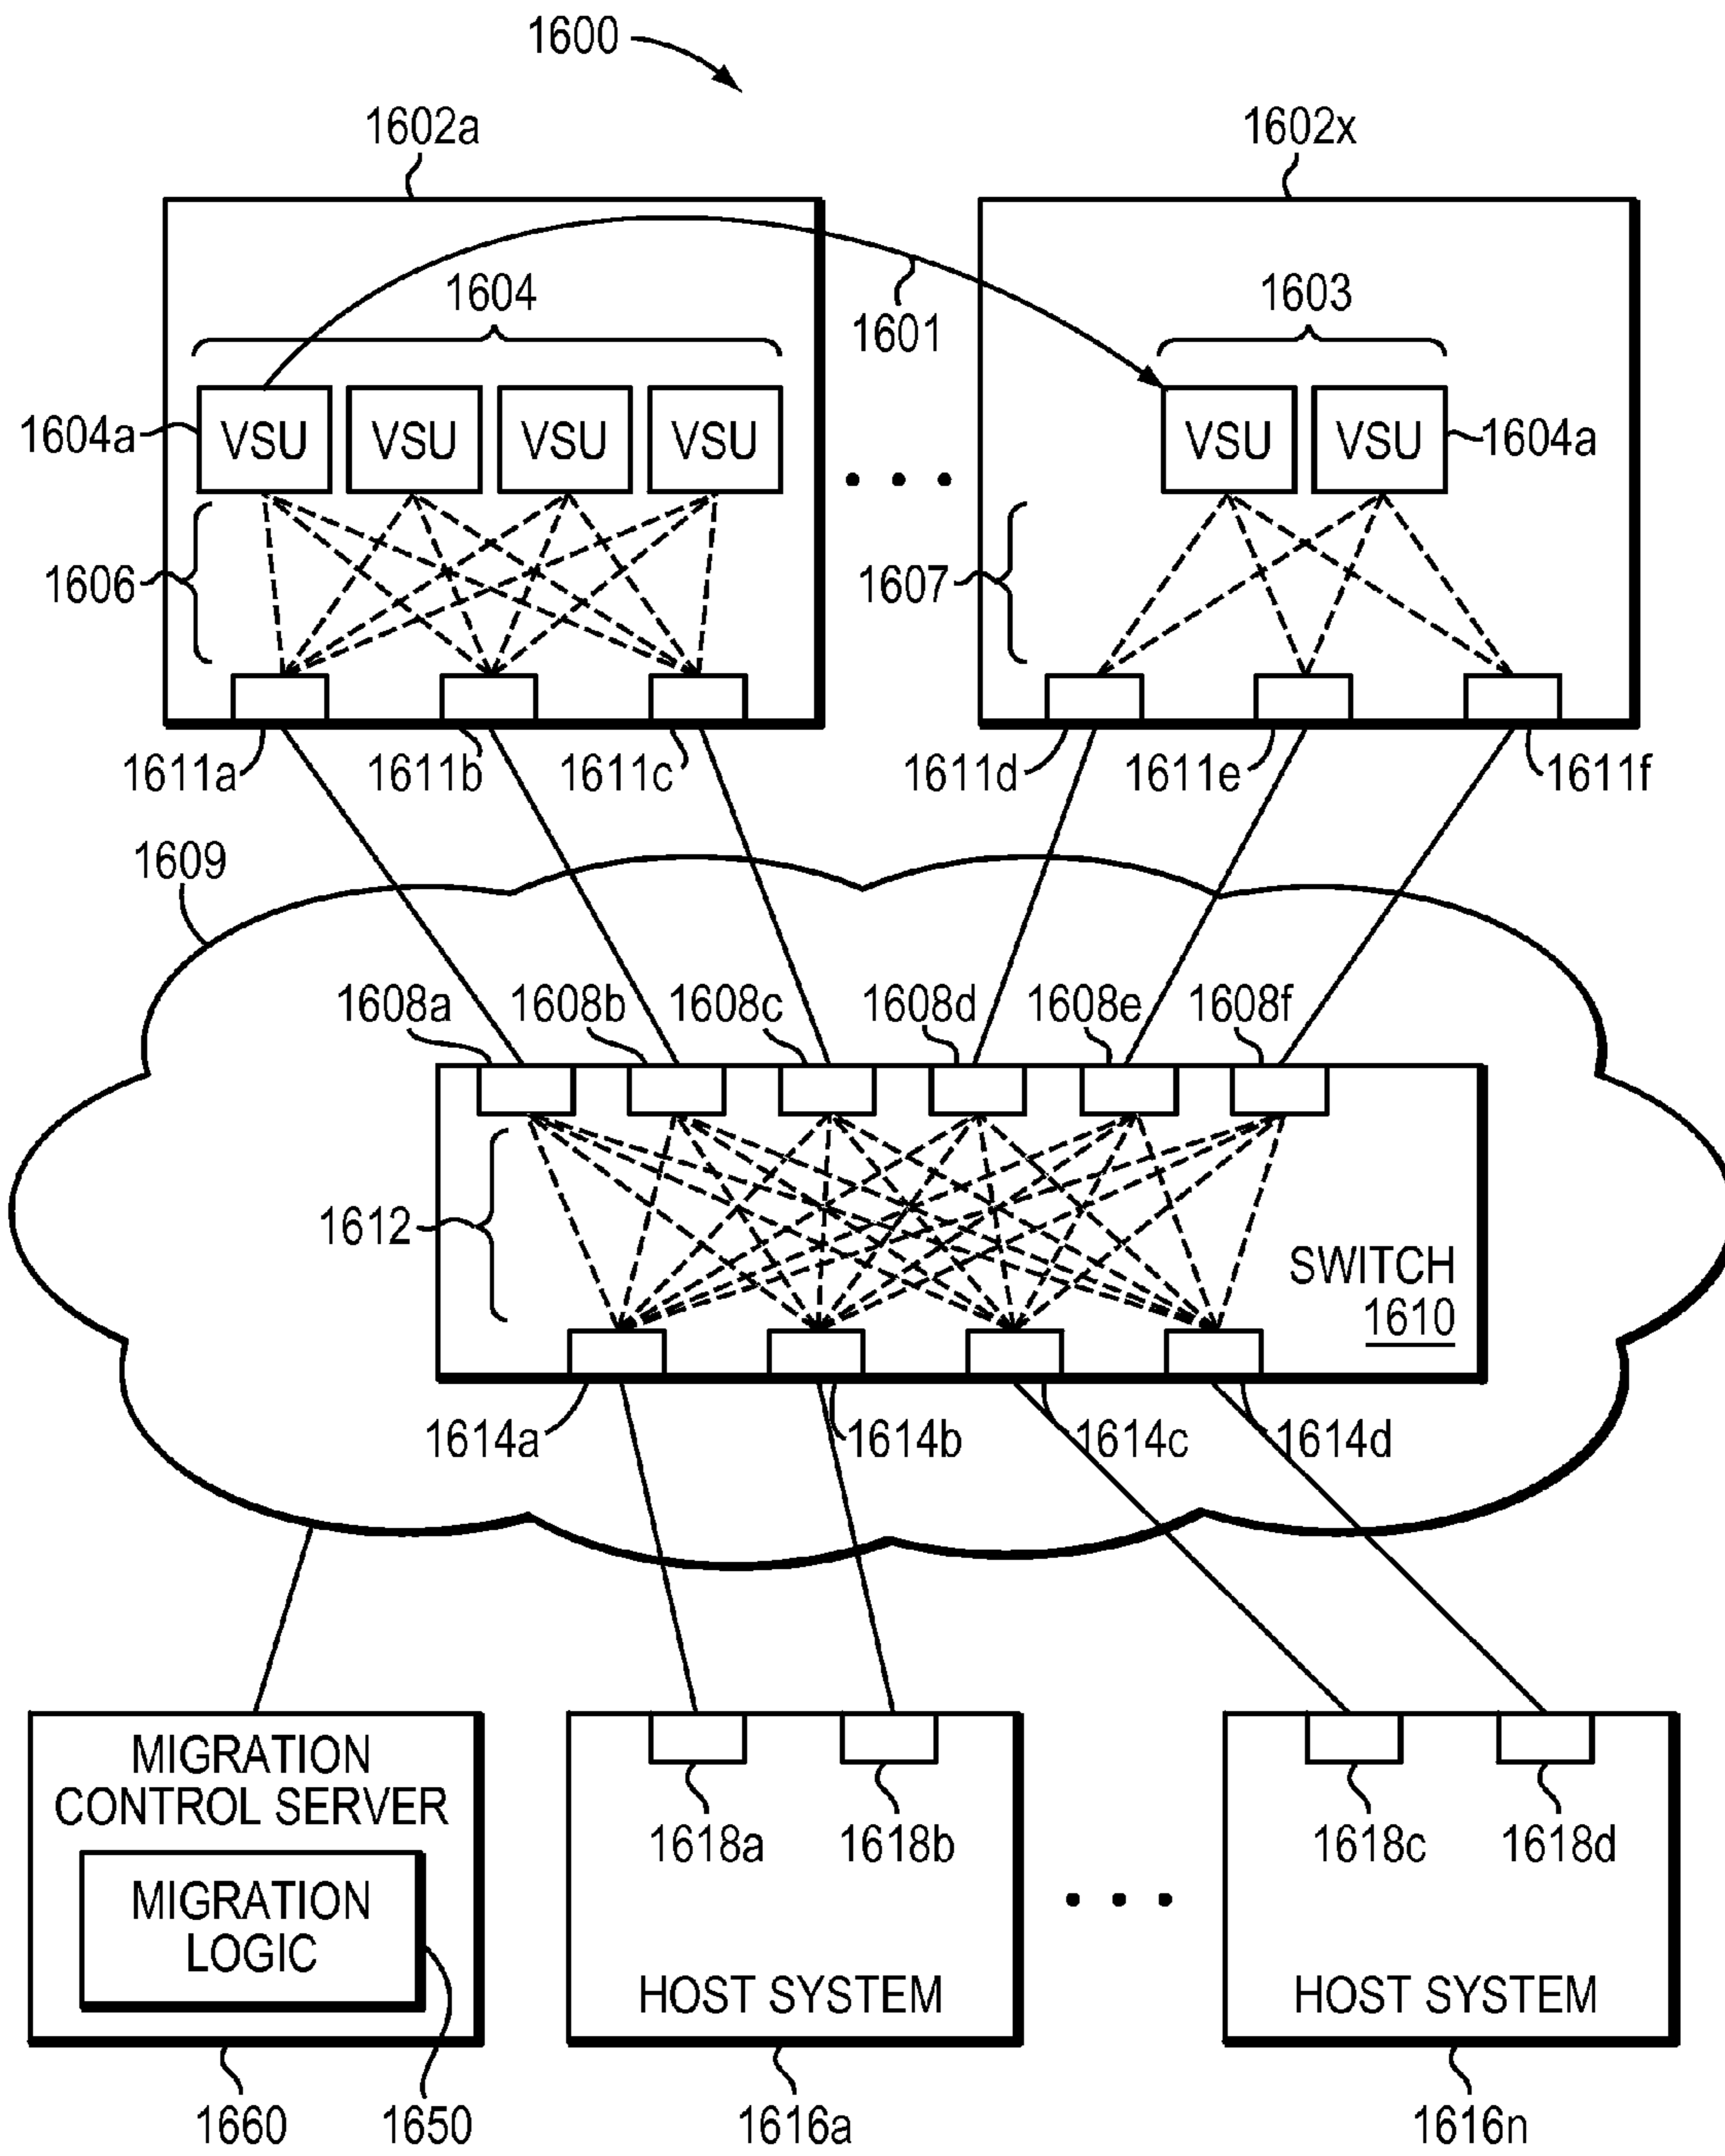 1600
1602a
1602x
1604
1603
1601
1604a
VSU
VSU
VSU
VSU
VSU
VSU
1604a
1606
1607
1611a
1611b
1611c
1611d
1611e
1611f
1609
1608a
1608b
1608c
1608d
1608e
1608f
1612
SWITCH
1610
1614a
1614b
1614c
1614d
MIGRATION
CONTROL SERVER
MIGRATION
LOGIC
1618a
1618b
HOST SYSTEM
1618c
1618d
HOST SYSTEM
1660
1650
1616a
1616n